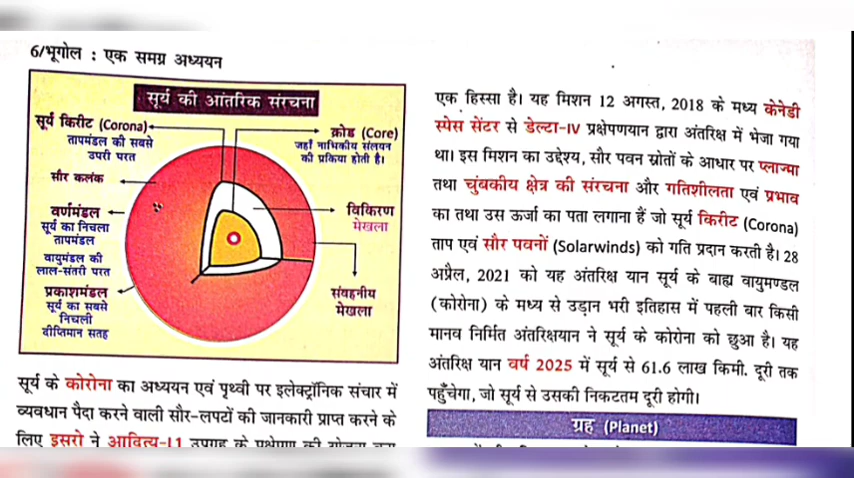 6/भूगोल : एक समग्र अध्ययन
सूर्य की आंतरिक संरचना
सूर्य किरीट (Corona)
तापमंडल की सबसे
उपरी परत
सौर कलंक
वर्णमंडल
सूर्य का निचला
तापमंडल
वायुमंडल की
लाल-संतरी परत
प्रकाशमंडल
सूर्य का सबसे
निचली
दीप्तिमान सतह
क्रोड (Core)
जहाँ नाभिकीय संलयन
की प्रकिया होती है।
विकिरण
मेखला
संवहनीय
मेखला
सूर्य के कोरोना का अध्ययन एवं पृथ्वी पर इलेक्ट्रॉनिक संचार में
व्यवधान पैदा करने वाली सौर-लपटों की जानकारी प्राप्त करने के
लिए इसरो ने आदित्य-L1 उपग्रह के प्रक्षेपण की योजना
एक हिस्सा है। यह मिशन 12 अगस्त, 2018 के मध्य केनेडी
स्पेस सेंटर से डेल्टा-IV प्रक्षेपणयान द्वारा अंतरिक्ष में भेजा गया
था। इस मिशन का उद्देश्य, सौर पवन स्रोतों के आधार पर प्लाज्मा
तथा चुंबकीय क्षेत्र की संरचना और गतिशीलता एवं प्रभाव
का तथा उस ऊर्जा का पता लगाना हैं जो सूर्य किरीट (Corona)
ताप एवं सौर पवनों (Solarwinds) को गति प्रदान करती है। 28
अप्रैल, 2021 को यह अंतरिक्ष यान सूर्य के वाह्य वायुमण्डल
(कोरोना) के मध्य से उड़ान भरी इतिहास में पहली बार किसी
मानव निर्मित अंतरिक्षयान ने सूर्य के कोरोना को छुआ है। यह
अंतरिक्ष यान वर्ष 2025 में सूर्य से 61.6 लाख किमी. दूरी तक
पहुँचेगा, जो सूर्य से उसकी निकटतम दूरी होगी।
ग्रह (Planet)